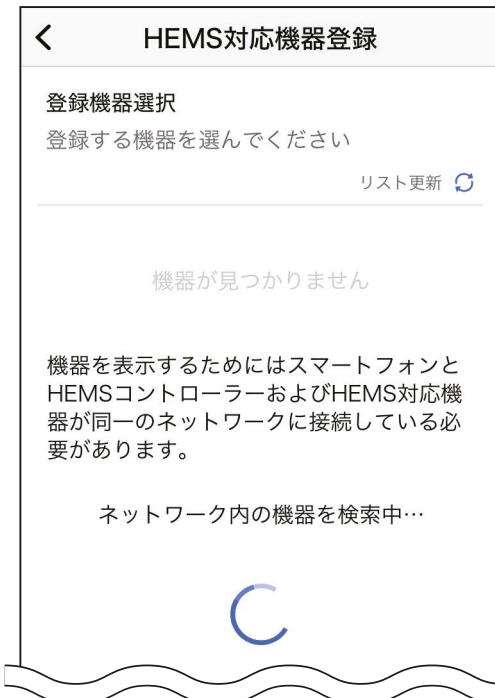 HEMS対応機器登録
登録機器選択
登録する機器を選んでください
リスト更新
機器が見つかりません
機器を表示するためにはスマートフォンと
HEMSコントローラーおよびHEMS対応機
器が同一のネットワークに接続している必
要があります。
ネットワーク内の機器を検索中…